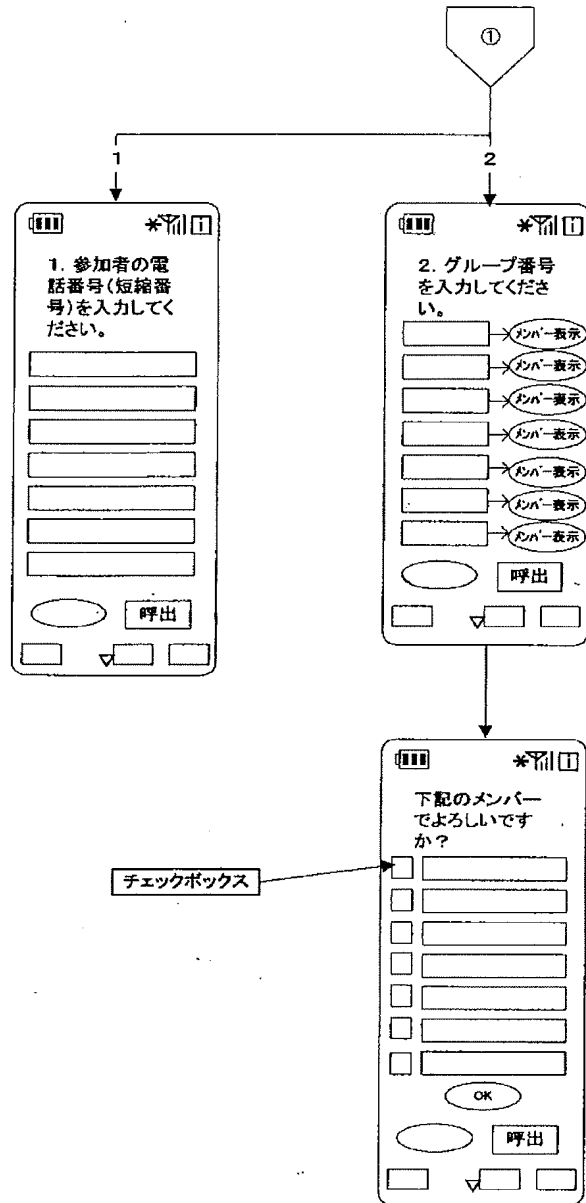 ①
1
2
1. 参加者の電
話番号(短縮番
号)を入力してく
ださい。
呼出
2. グループ番号
を入力してくださ
い。
メンバー表示
メンバー表示
メンバー表示
メンバー表示
メンバー表示
メンバー表示
メンバー表示
呼出
下記のメンバー
でよろしいです
か？
チェックボックス
OK
呼出